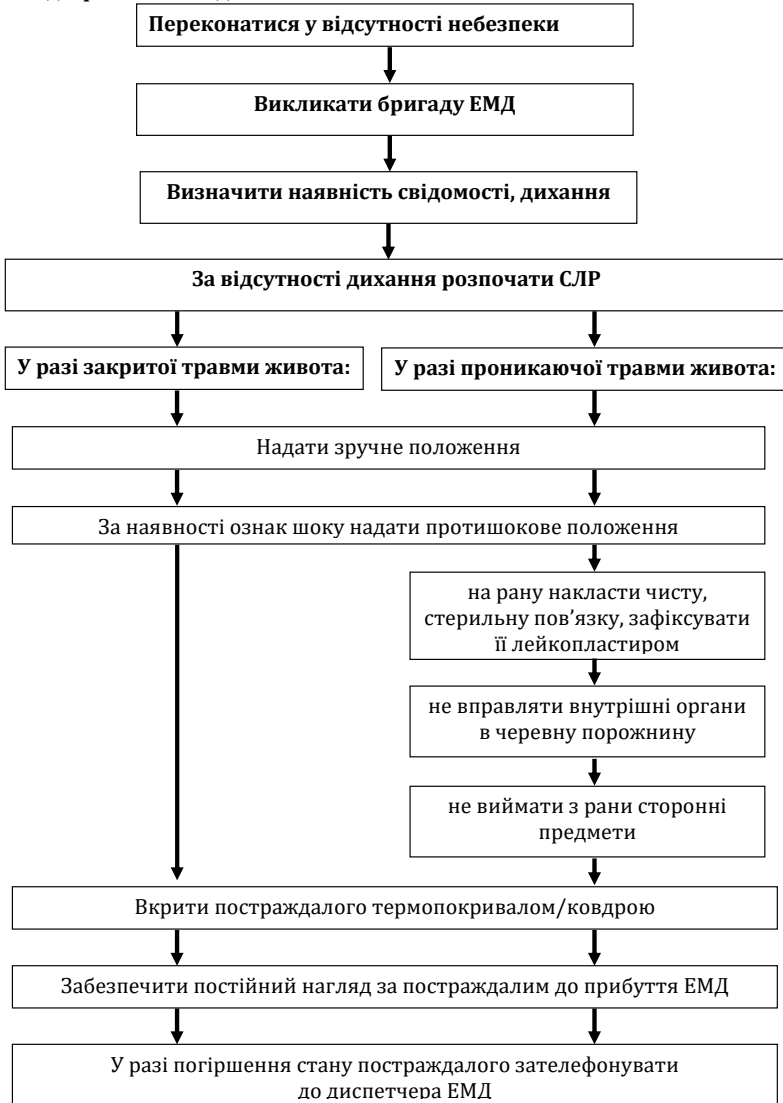 Переконатися у відсутності небезпеки
Викликати бригаду ЕМД
Визначити наявність свідомості, дихання
За відсутності дихання розпочати СЛР
У разі закритої травми живота:
У разі проникаючої травми живота:
Надати зручне положення
За наявності ознак шоку надати протишокове положення
на рану накласти чисту,
стерильну пов’язку, зафіксувати
її лейкопластиром
не вправляти внутрішні органи
в черевну порожнину
не виймати з рани сторонні
предмети
Вкрити постраждалого термопокривалом/ковдрою
Забезпечити постійний нагляд за постраждалим до прибуття ЕМД
У разі погіршення стану постраждалого зателефонувати
до диспетчера ЕМД